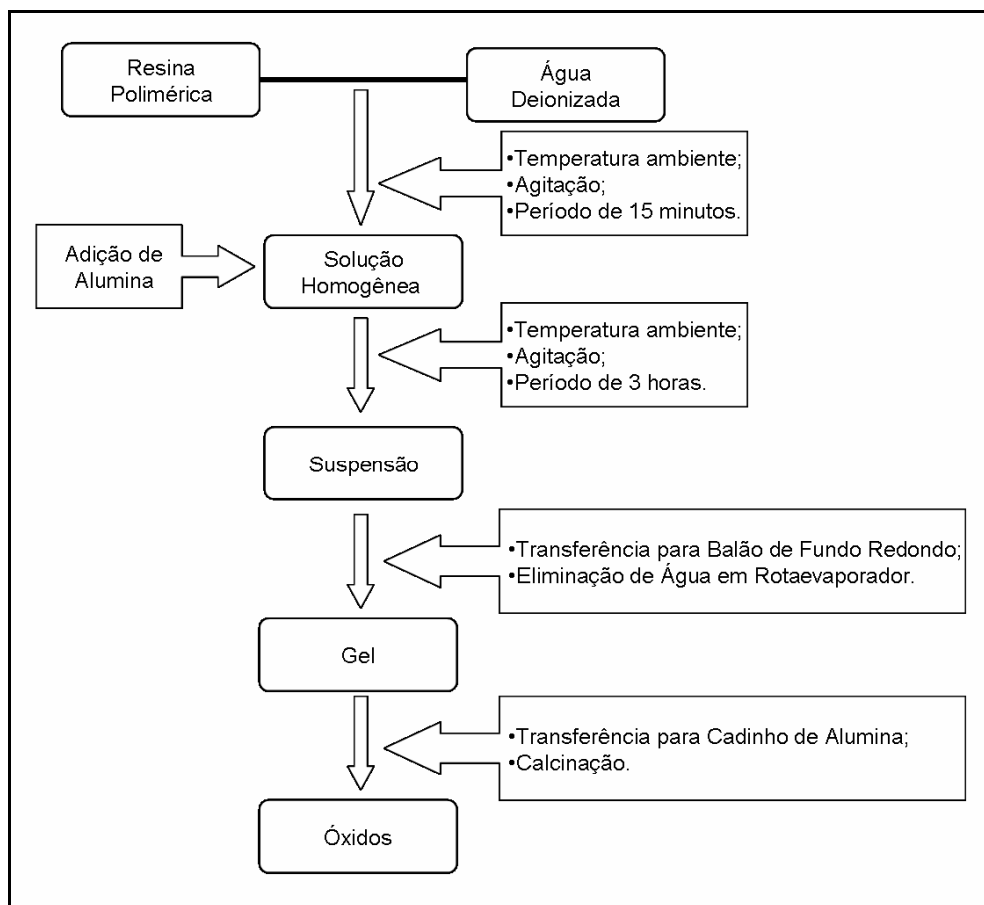 Resina
Polimérica
Água
Deionizada
•Temperatura ambiente;
•Agitação;
•Período de 15 minutos.
Adição de
Alumina
Solução
Homogênea
•Temperatura ambiente;
•Agitação;
•Período de 3 horas.
Suspensão
•Transferência para Balão de Fundo Redondo;
•Eliminação de Água em Rotaevaporador.
Gel
•Transferência para Cadinho de Alumina;
•Calcinação.
Óxidos